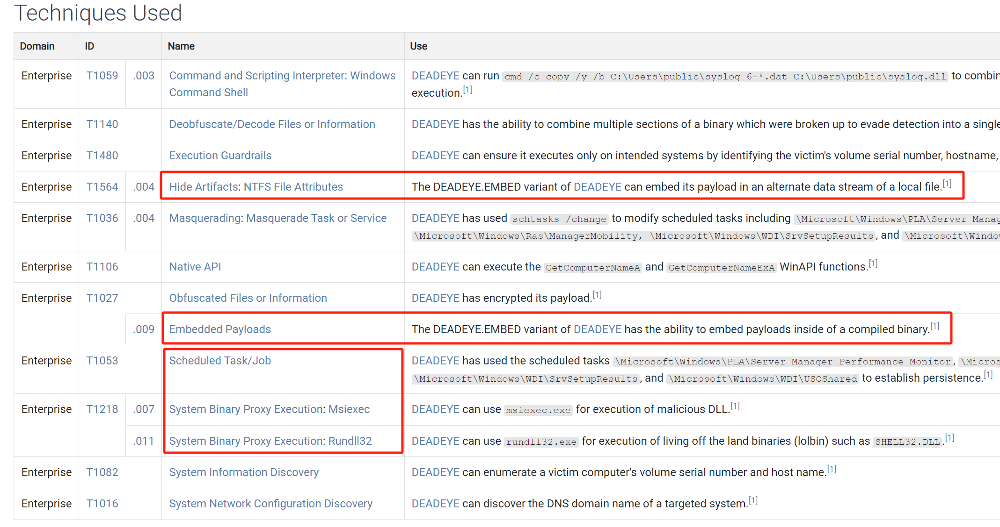 Techniques Used
Domain ID Name Use
Enterprise T1059 .003 Command and Scripting Interpreter: Windows DEADEYE can run cmd /c copy /y /b C:\Users\public\syslog_6-*.dat C:\Users\public\syslog.dll to
Command Shell execution.[1]
Enterprise T1140 Deobfuscate/Decode Files or Information DEADEYE has the ability to combine multiple sections of a binary which were broken up to evade detection into a single
Enterprise T1480 Execution Guardrails DEADEYE can ensure it executes only on intended systems by identifying the victim's volume serial number, hostname,
Enterprise T1564 .004 Hide Artifacts: NTFS File Attributes The DEADEYE.EMBED variant of DEADEYE can embed its payload in an alternate data stream of a local file.[1]
Enterprise T1036 .004 Masquerading: Masquerade Task or Service DEADEYE has used schtasks /change to modify scheduled tasks including \Microsoft\Windows\PLA\Server
\Microsoft\Windows\Ras\ManagerMobility, \Microsoft\Windows\WDI\SrvSetupResults, and
Enterprise T1106 Native API DEADEYE can execute the GetComputerNameA and GetComputerNameExA WinAPI functions.[1]
Enterprise T1027 Obfuscated Files or Information DEADEYE has encrypted its payload.[1]
.009 Embedded Payloads The DEADEYE.EMBED variant of DEADEYE has the ability to embed payloads inside of a compiled binary.[1]
Enterprise T1053 Scheduled Task/Job DEADEYE has used the scheduled tasks \Microsoft\Windows\PLA\Server Manager Performance Monitor,
\Microsoft\Windows\WDI\SrvSetupResults, and \Microsoft\Windows\WDI\USOShared to establish persistence.[1]
Enterprise T1218 .007 System Binary Proxy Execution: Msiexec DEADEYE can use msiexec.exe for execution of malicious DLL.[1]
.011 System Binary Proxy Execution: Rundll32 DEADEYE can use rundll32.exe for execution of living off the land binaries (lolbin) such as SHELL32.DLL.[1]
Enterprise T1082 System Information Discovery DEADEYE can enumerate a victim computer's volume serial number and host name.[1]
Enterprise T1016 System Network Configuration Discovery DEADEYE can discover the DNS domain name of a targeted system.[1]